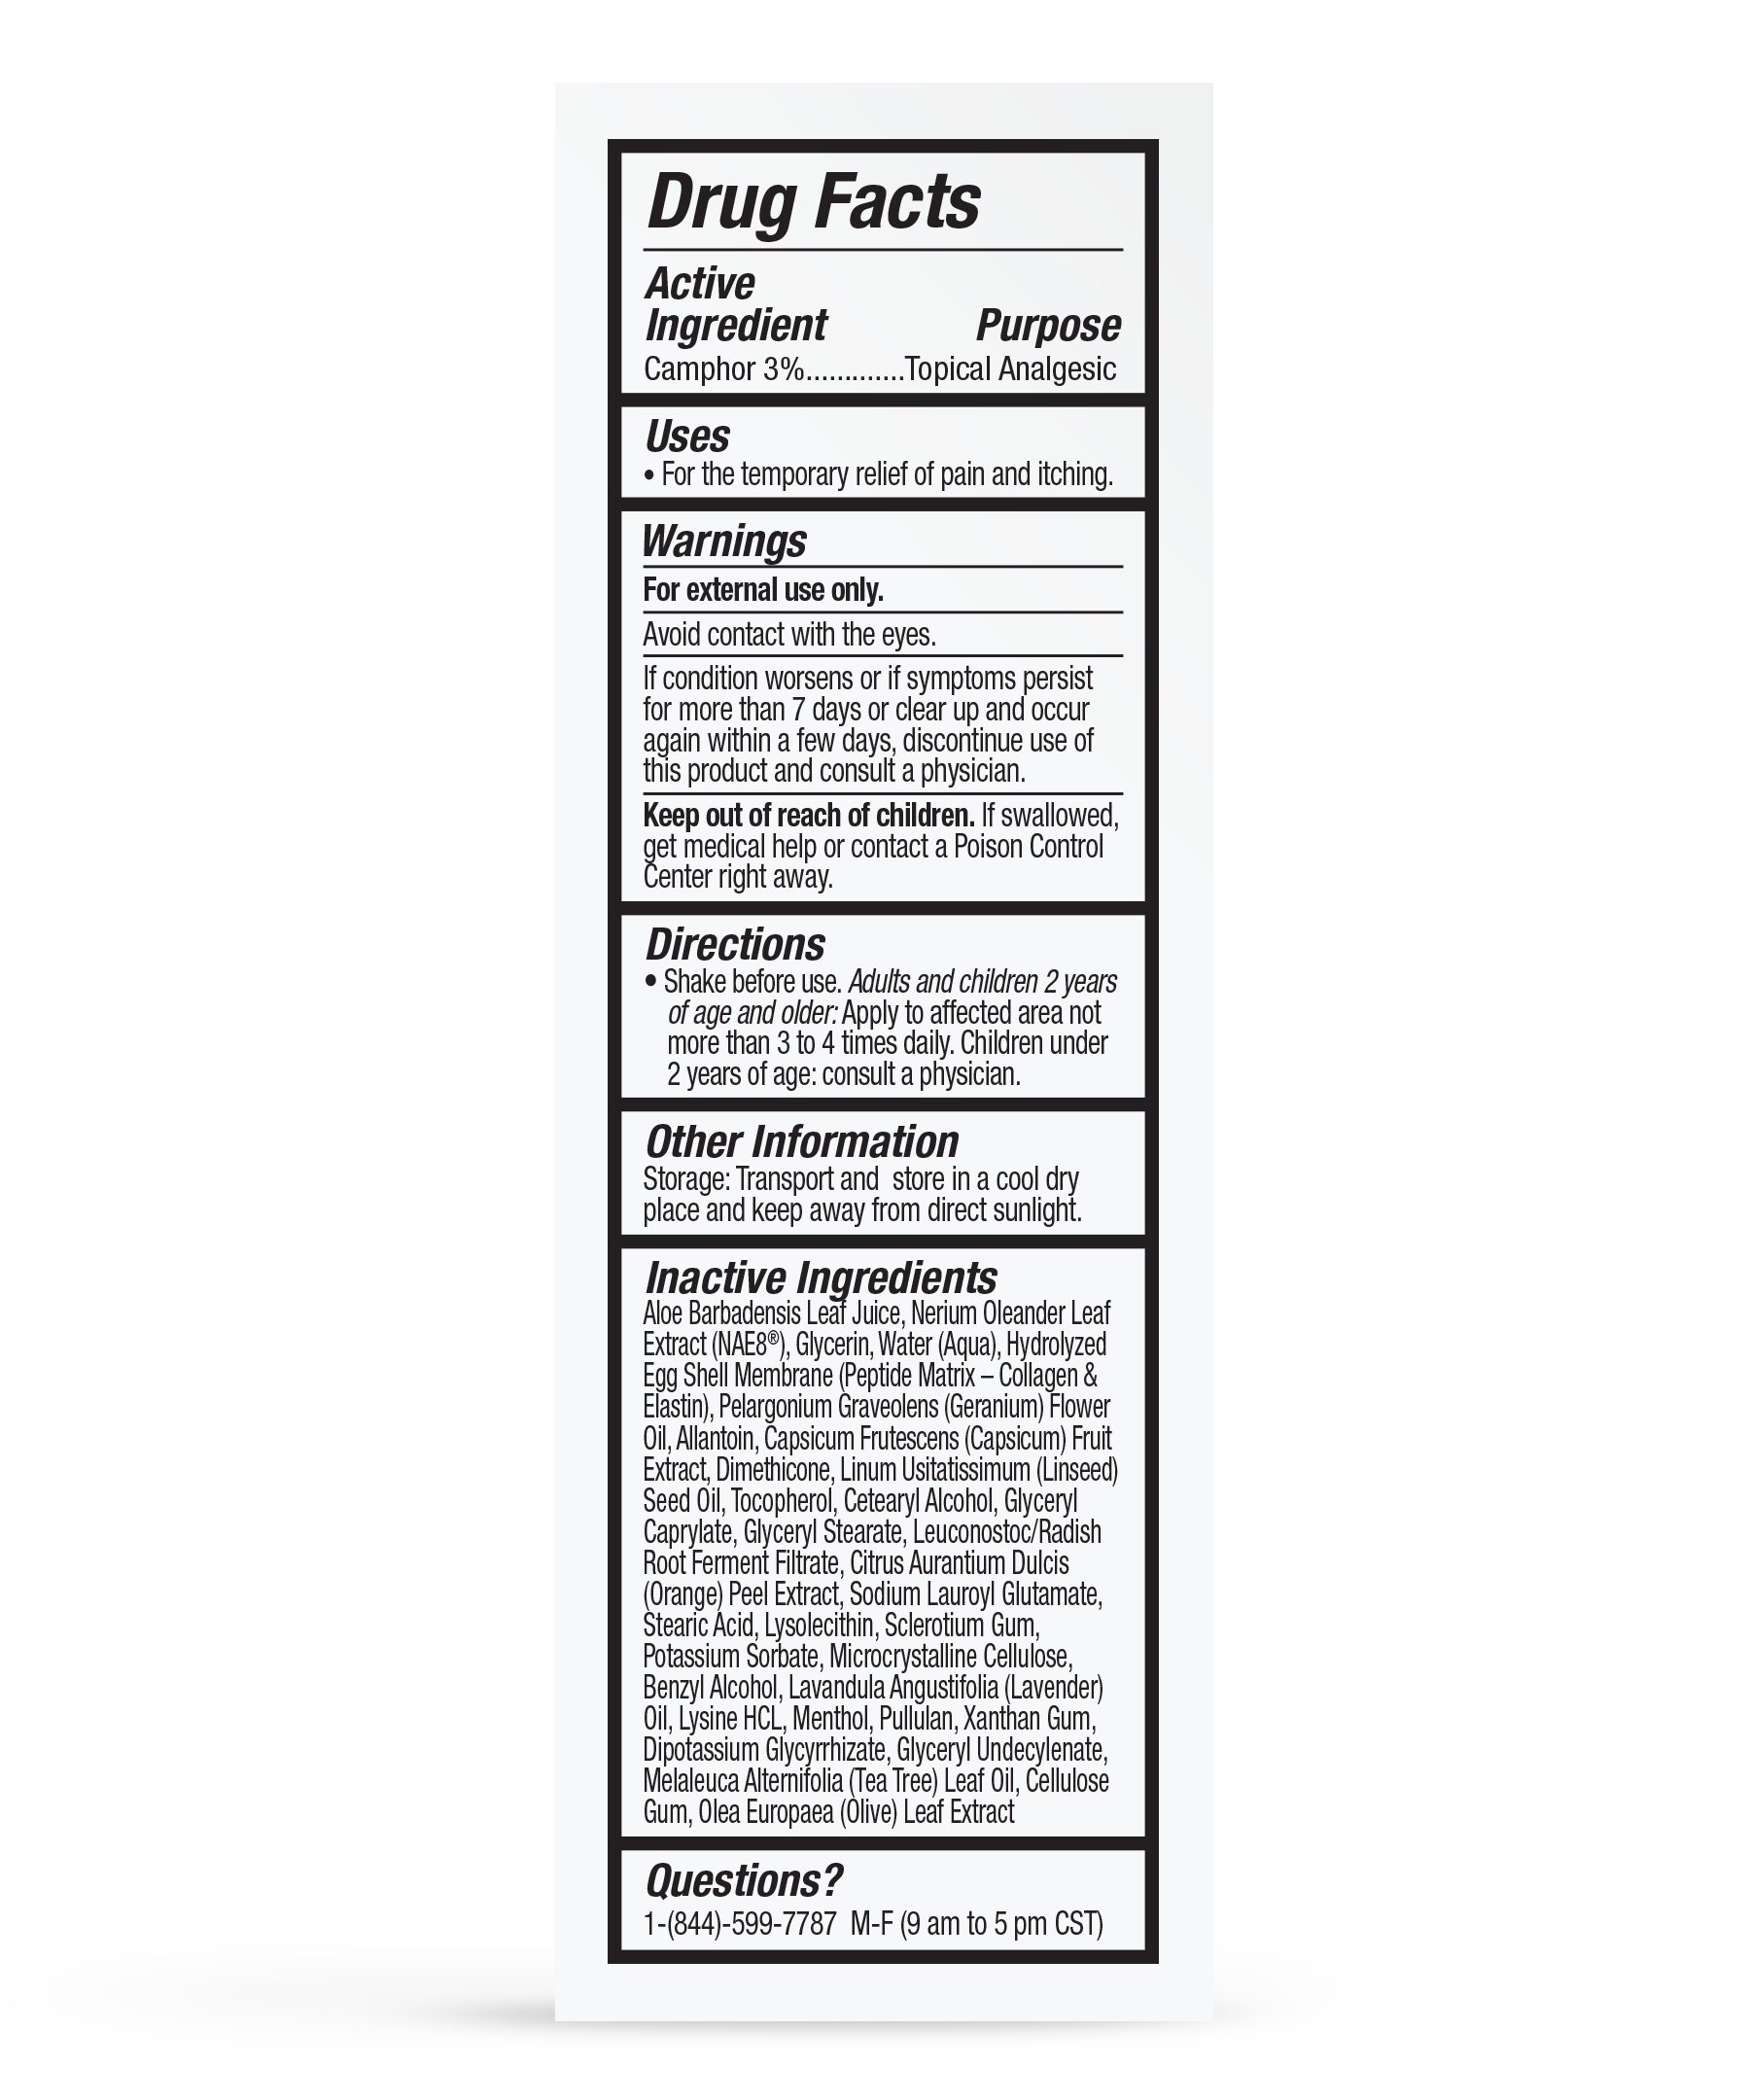 Drug Facts
Active
Ingredient Purpose
Camphor 3%.............Topical Analgesic
Uses
• For the temporary relief of pain and itching.
Warnings
For external use only.
Avoid contact with the eyes.
If condition worsens or if symptoms persist
for more than 7 days or clear up and occur
again within a few days, discontinue use of
this product and consult a physician.
Keep out of reach of children. If swallowed,
get medical help or contact a Poison Control
Center right away.
Directions
• Shake before use. Adults and children 2 years
of age and older: Apply to affected area not
more than 3 to 4 times daily. Children under
2 years of age: consult a physician.
Other Information
Storage: Transport and  store in a cool dry
place and keep away from direct sunlight.
Inactive Ingredients
Aloe Barbadensis Leaf Juice, Nerium Oleander Leaf
Extract (NAE8®), Glycerin, Water (Aqua), Hydrolyzed
Egg Shell Membrane (Peptide Matrix – Collagen &
Elastin), Pelargonium Graveolens (Geranium) Flower
Oil, Allantoin, Capsicum Frutescens (Capsicum) Fruit
Extract, Dimethicone, Linum Usitatissimum (Linseed)
Seed Oil, Tocopherol, Cetearyl Alcohol, Glyceryl
Caprylate, Glyceryl Stearate, Leuconostoc/Radish
Root Ferment Filtrate, Citrus Aurantium Dulcis
(Orange) Peel Extract, Sodium Lauroyl Glutamate,
Stearic Acid, Lysolecithin, Sclerotium Gum,
Potassium Sorbate, Microcrystalline Cellulose,
Benzyl Alcohol, Lavandula Angustifolia (Lavender)
Oil, Lysine HCL, Menthol, Pullulan, Xanthan Gum,
Dipotassium Glycyrrhizate, Glyceryl Undecylenate,
Melaleuca Alternifolia (Tea Tree) Leaf Oil, Cellulose
Gum, Olea Europaea (Olive) Leaf Extract
Questions?
1-(844)-599-7787  M-F (9 am to 5 pm CST)